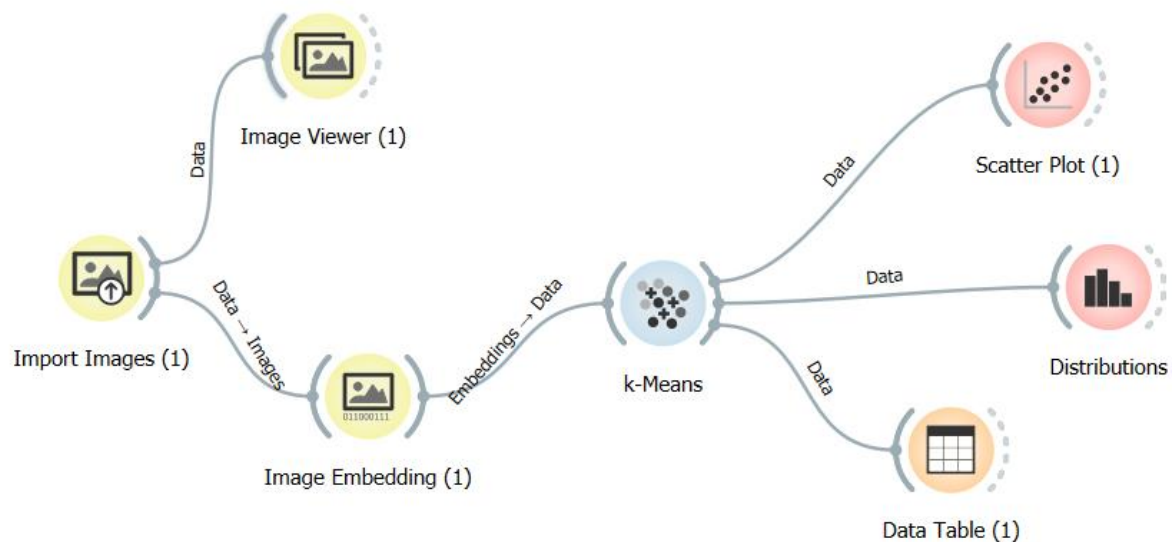 Image Viewer (1)
Data
Import Images (1)
Data → Images
011000111
Image Embedding (1)
Embeddings → Data
k-Means
Data
Scatter Plot (1)
Data
Distributions
Data
Data Table (1)